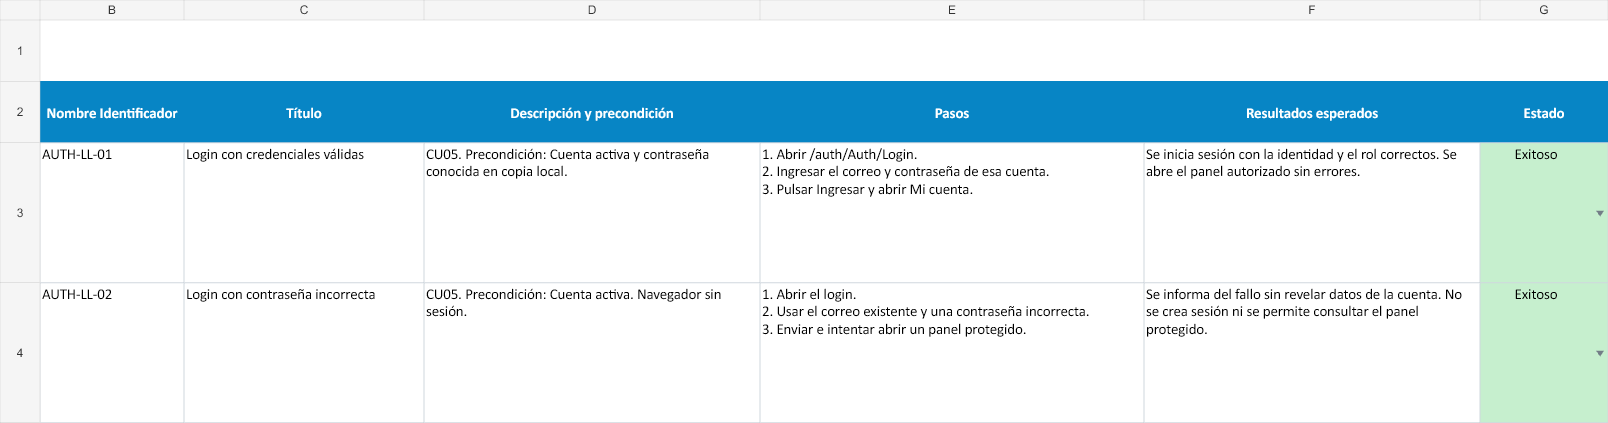 B C D E F G
1
2 Nombre Identificador Título Descripción y precondición Pasos Resultados esperados Estado
3
AUTH-LL-01
Login con credenciales válidas
CU05. Precondición: Cuenta activa y contraseña
conocida en copia local.
1. Abrir /auth/Auth/Login.
2. Ingresar el correo y contraseña de esa cuenta.
3. Pulsar Ingresar y abrir Mi cuenta.
Se inicia sesión con la identidad y el rol correctos. Se
abre el panel autorizado sin errores.
Exitoso
4
AUTH-LL-02
Login con contraseña incorrecta
CU05. Precondición: Cuenta activa. Navegador sin
sesión.
1. Abrir el login.
2. Usar el correo existente y una contraseña incorrecta.
3. Enviar e intentar abrir un panel protegido.
Se informa del fallo sin revelar datos de la cuenta. No
se crea sesión ni se permite consultar el panel
protegido.
Exitoso